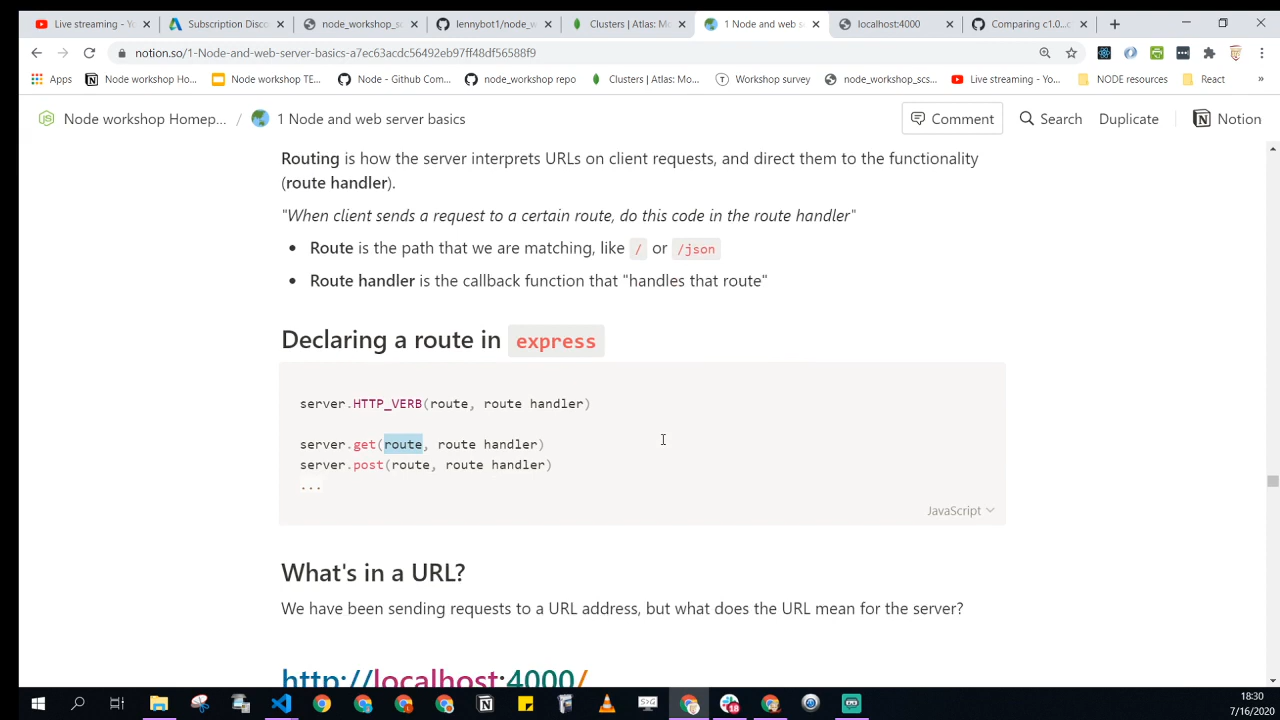 Live streaming - Yo
Subscription Disco
node_workshop_sc
lennybot1/node_w
Clusters | Atlas: Mo
1 Node and web s
localhost:4000
Comparing c1.0...c
notion.so/1-Node-and-web-server-basics-a7ec63acdc56492eb97ff48df56588f9
Apps
Node workshop Ho...
Node workshop TE...
Node - Github Com...
node_workshop repo
Clusters | Atlas: Mo...
Workshop survey
node_workshop_scs...
Live streaming - Yo...
NODE resources
React
»
Node workshop Homep... / 1 Node and web server basics
Comment
Search
Duplicate
Notion
Routing is how the server interprets URLs on client requests, and direct them to the functionality
(route handler).
"When client sends a request to a certain route, do this code in the route handler"
• Route is the path that we are matching, like / or /json
• Route handler is the callback function that "handles that route"
Declaring a route in express
server.HTTP_VERB(route, route handler)
server.get(route, route handler)
server.post(route, route handler)
...
JavaScript
What's in a URL?
We have been sending requests to a URL address, but what does the URL mean for the server?
http://localhost:4000/
18:30
7/16/2020